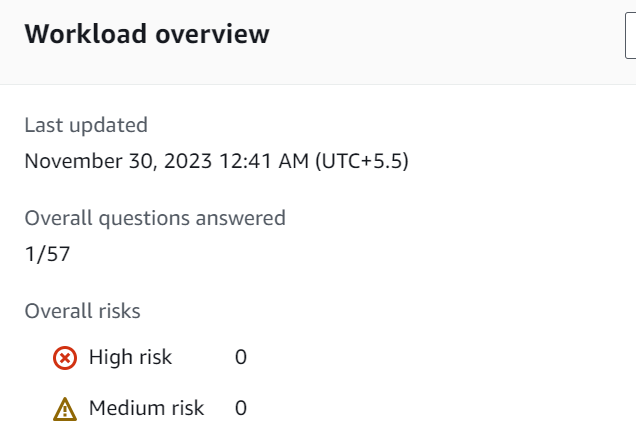 Workload overview
Last updated
November 30, 2023 12:41 AM (UTC+5.5)
Overall questions answered
1/57
Overall risks
High risk 0
Medium risk 0